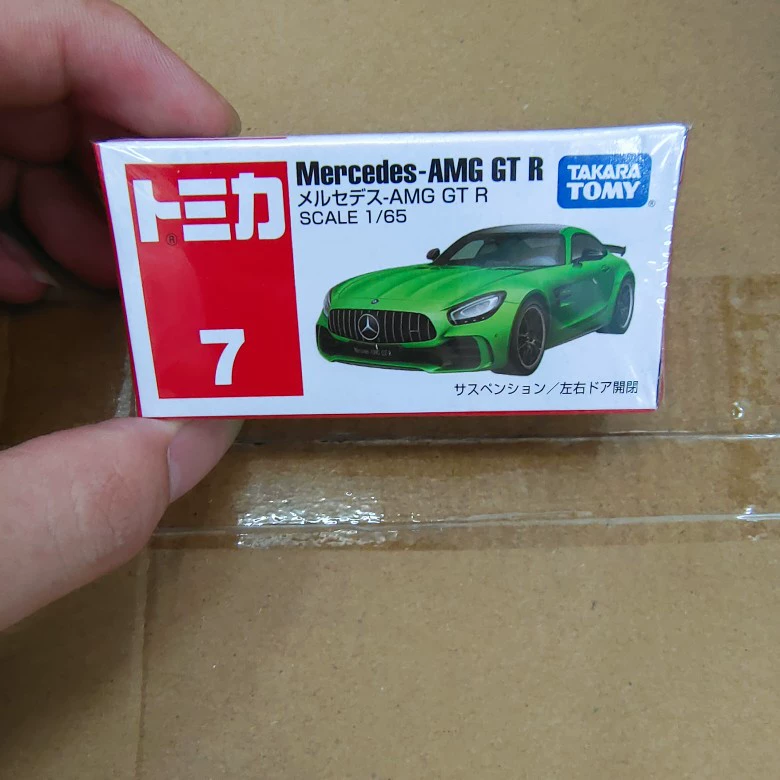 トミカ
®
7
Mercedes-AMG GT R
メルセデス-AMG GT R
SCALE 1/65
TAKARA
TOMY
®
サスペンション/左右ドア開閉